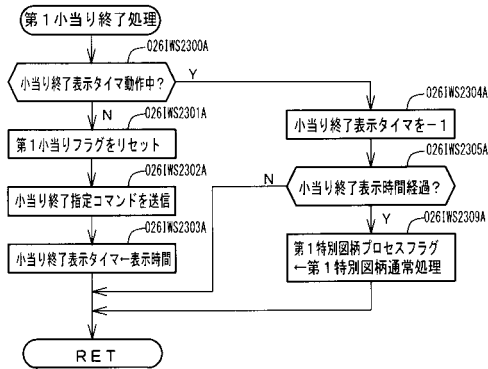 第1小当り終了処理
026IWS2300A
小当り終了表示タイマ動作中?
Y
N
026IWS2301A
第1小当りフラグをリセット
026IWS2302A
小当り終了指定コマンドを送信
026IWS2303A
小当り終了表示タイマ←表示時間
026IWS2304A
小当り終了表示タイマを−1
026IWS2305A
小当り終了表示時間経過?
N
Y
026IWS2309A
第1特別図柄プロセスフラグ
←第1特別図柄通常処理
RET